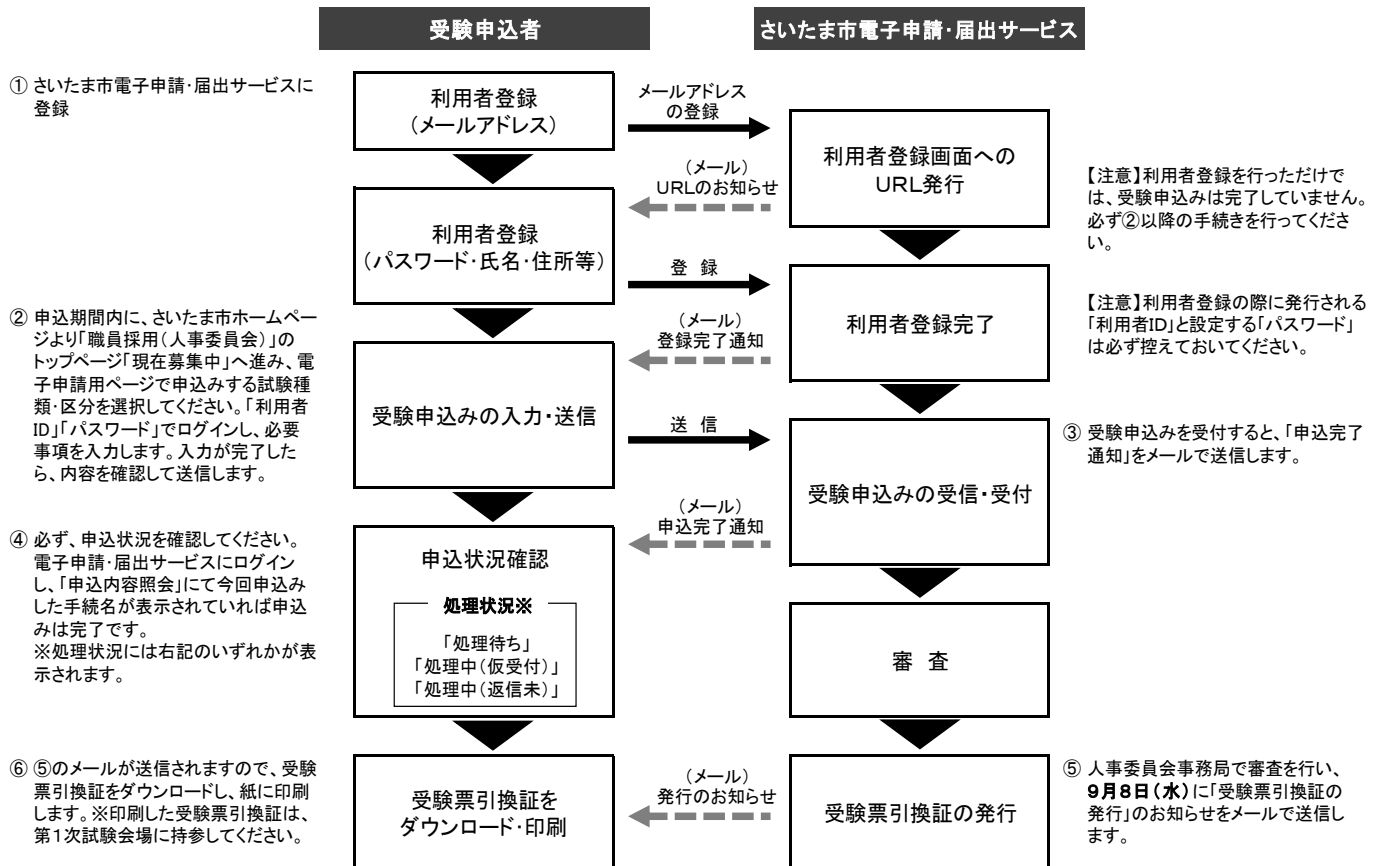 受験申込者
さいたま市電子申請・届出サービス
① さいたま市電子申請・届出サービスに
登録
利用者登録
(メールアドレス)
メールアドレス
の登録
利用者登録画面への
URL発行
(メール)
URLのお知らせ
【注意】利用者登録を行っただけで
は、受験申込みは完了していません。
必ず②以降の手続きを行ってくださ
い。
利用者登録
(パスワード・氏名・住所等)
登 録
利用者登録完了
【注意】利用者登録の際に発行される
「利用者ID」と設定する「パスワード」
は必ず控えておいてください。
(メール)
登録完了通知
② 申込期間内に、さいたま市ホームペー
ジより「職員採用(人事委員会)」の
トップページ「現在募集中」へ進み、電
子申請用ページで申込みする試験種
類・区分を選択してください。「利用者
ID」「パスワード」でログインし、必要
事項を入力します。入力が完了した
ら、内容を確認して送信します。
受験申込みの入力・送信
送 信
受験申込みの受信・受付
③ 受験申込みを受付すると、「申込完了
通知」をメールで送信します。
(メール)
申込完了通知
④ 必ず、申込状況を確認してください。
電子申請・届出サービスにログイン
し、「申込内容照会」にて今回申込み
した手続名が表示されていれば申込
みは完了です。
※処理状況には右記のいずれかが表
示されます。
申込状況確認
処理状況※
「処理待ち」
「処理中(仮受付)」
「処理中(返信未)」
審 査
⑥ ⑤のメールが送信されますので、受験
票引換証をダウンロードし、紙に印刷
します。※印刷した受験票引換証は、
第1次試験会場に持参してください。
受験票引換証を
ダウンロード・印刷
(メール)
発行のお知らせ
受験票引換証の発行
⑤ 人事委員会事務局で審査を行い、
9月8日(水)に「受験票引換証の
発行」のお知らせをメールで送信し
ます。